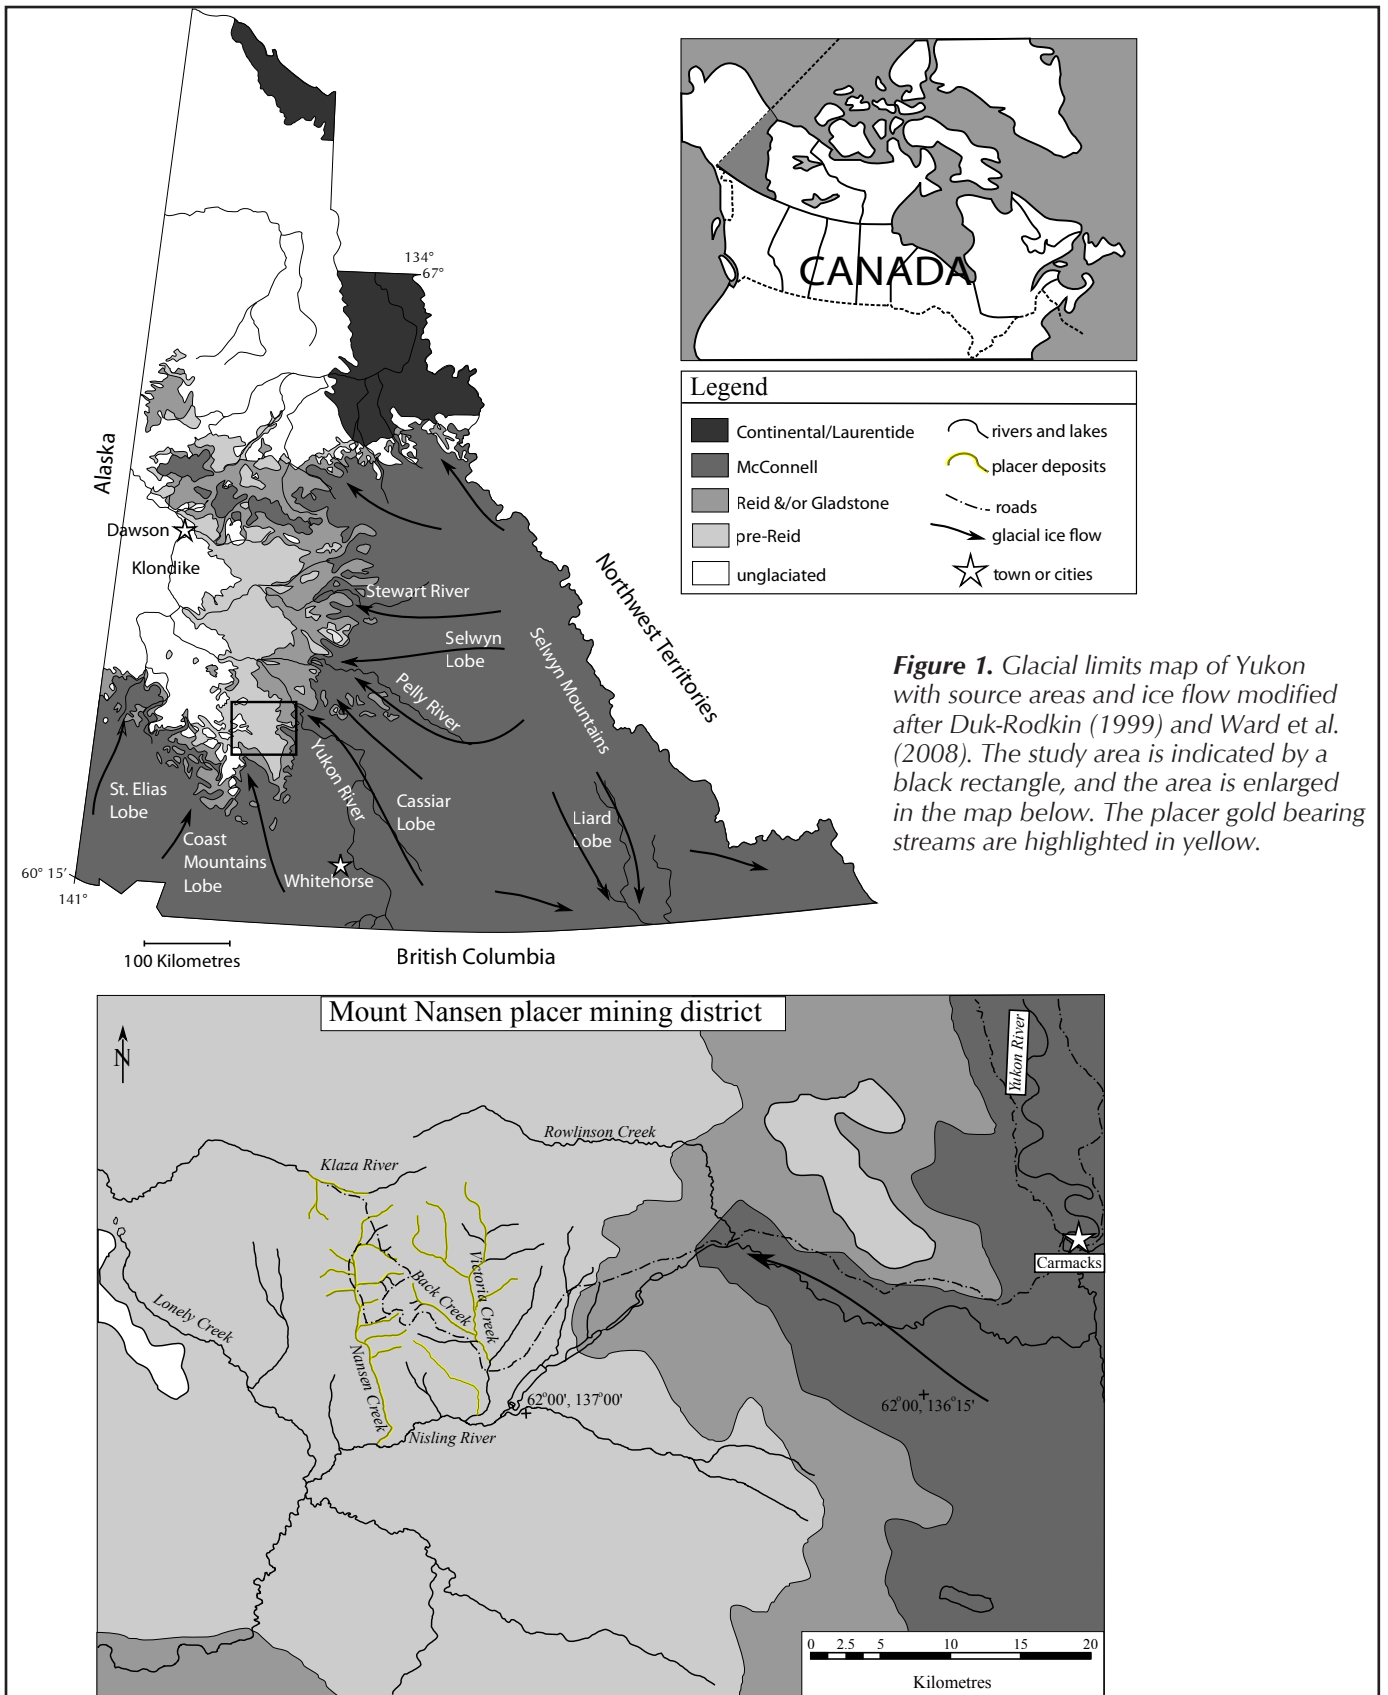 134°
67°
Alaska
Dawson
Klondike
Stewart River
Selwyn
Lobe
Pelly River
Selwyn Mountains
Northwest Territories
Yukon River
St. Elias
Lobe
Coast
Mountains
Lobe
Cassiar
Lobe
Liard
Lobe
Whitehorse
60° 15′
141°
100 Kilometres
British Columbia
CANADA
Legend
Continental/Laurentide
McConnell
Reid &/or Gladstone
pre-Reid
unglaciated
rivers and lakes
placer deposits
roads
glacial ice flow
town or cities
Figure 1. Glacial limits map of Yukon
with source areas and ice flow modified
after Duk-Rodkin (1999) and Ward et al.
(2008). The study area is indicated by a
black rectangle, and the area is enlarged
in the map below. The placer gold bearing
streams are highlighted in yellow.
Mount Nansen placer mining district
N
Yukon River
Rowlinson Creek
Klaza River
Carmacks
Lonely Creek
Back Creek
Victoria Creek
Nansen Creek
62°00', 137°00'
62°00, 136°15'
Nisling River
0 2.5 5 10 15 20
Kilometres